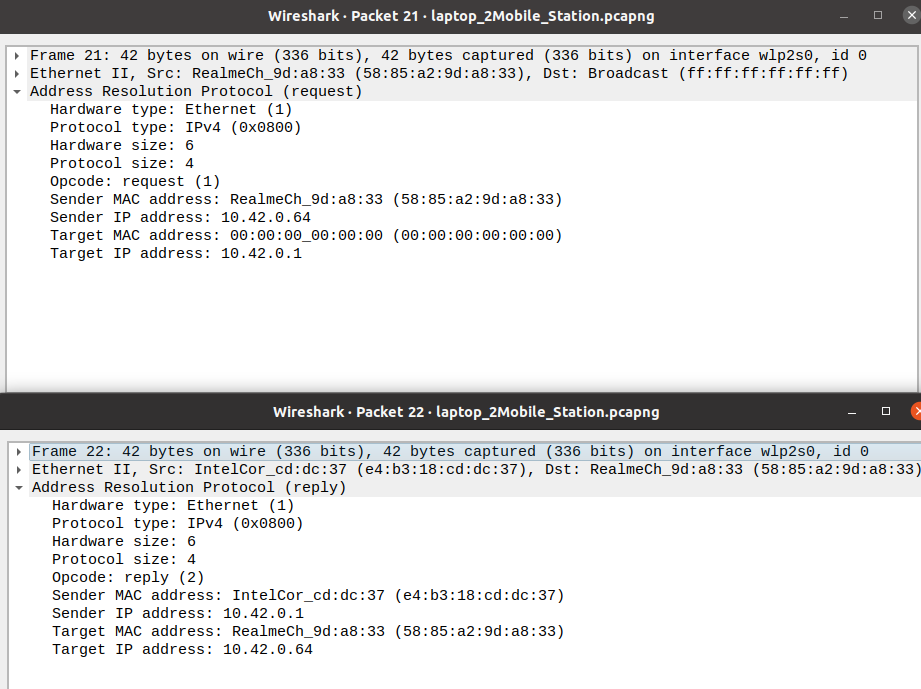 Wireshark · Packet 21 · laptop_2Mobile_Station.pcapng
Frame 21: 42 bytes on wire (336 bits), 42 bytes captured (336 bits) on interface wlp2s0, id 0
Ethernet II, Src: RealmeCh_9d:a8:33 (58:85:a2:9d:a8:33), Dst: Broadcast (ff:ff:ff:ff:ff:ff)
Address Resolution Protocol (request)
Hardware type: Ethernet (1)
Protocol type: IPv4 (0x0800)
Hardware size: 6
Protocol size: 4
Opcode: request (1)
Sender MAC address: RealmeCh_9d:a8:33 (58:85:a2:9d:a8:33)
Sender IP address: 10.42.0.64
Target MAC address: 00:00:00_00:00:00 (00:00:00:00:00:00)
Target IP address: 10.42.0.1
Wireshark · Packet 22 · laptop_2Mobile_Station.pcapng
Frame 22: 42 bytes on wire (336 bits), 42 bytes captured (336 bits) on interface wlp2s0, id 0
Ethernet II, Src: IntelCor_cd:dc:37 (e4:b3:18:cd:dc:37), Dst: RealmeCh_9d:a8:33 (58:85:a2:9d:a8:33)
Address Resolution Protocol (reply)
Hardware type: Ethernet (1)
Protocol type: IPv4 (0x0800)
Hardware size: 6
Protocol size: 4
Opcode: reply (2)
Sender MAC address: IntelCor_cd:dc:37 (e4:b3:18:cd:dc:37)
Sender IP address: 10.42.0.1
Target MAC address: RealmeCh_9d:a8:33 (58:85:a2:9d:a8:33)
Target IP address: 10.42.0.64